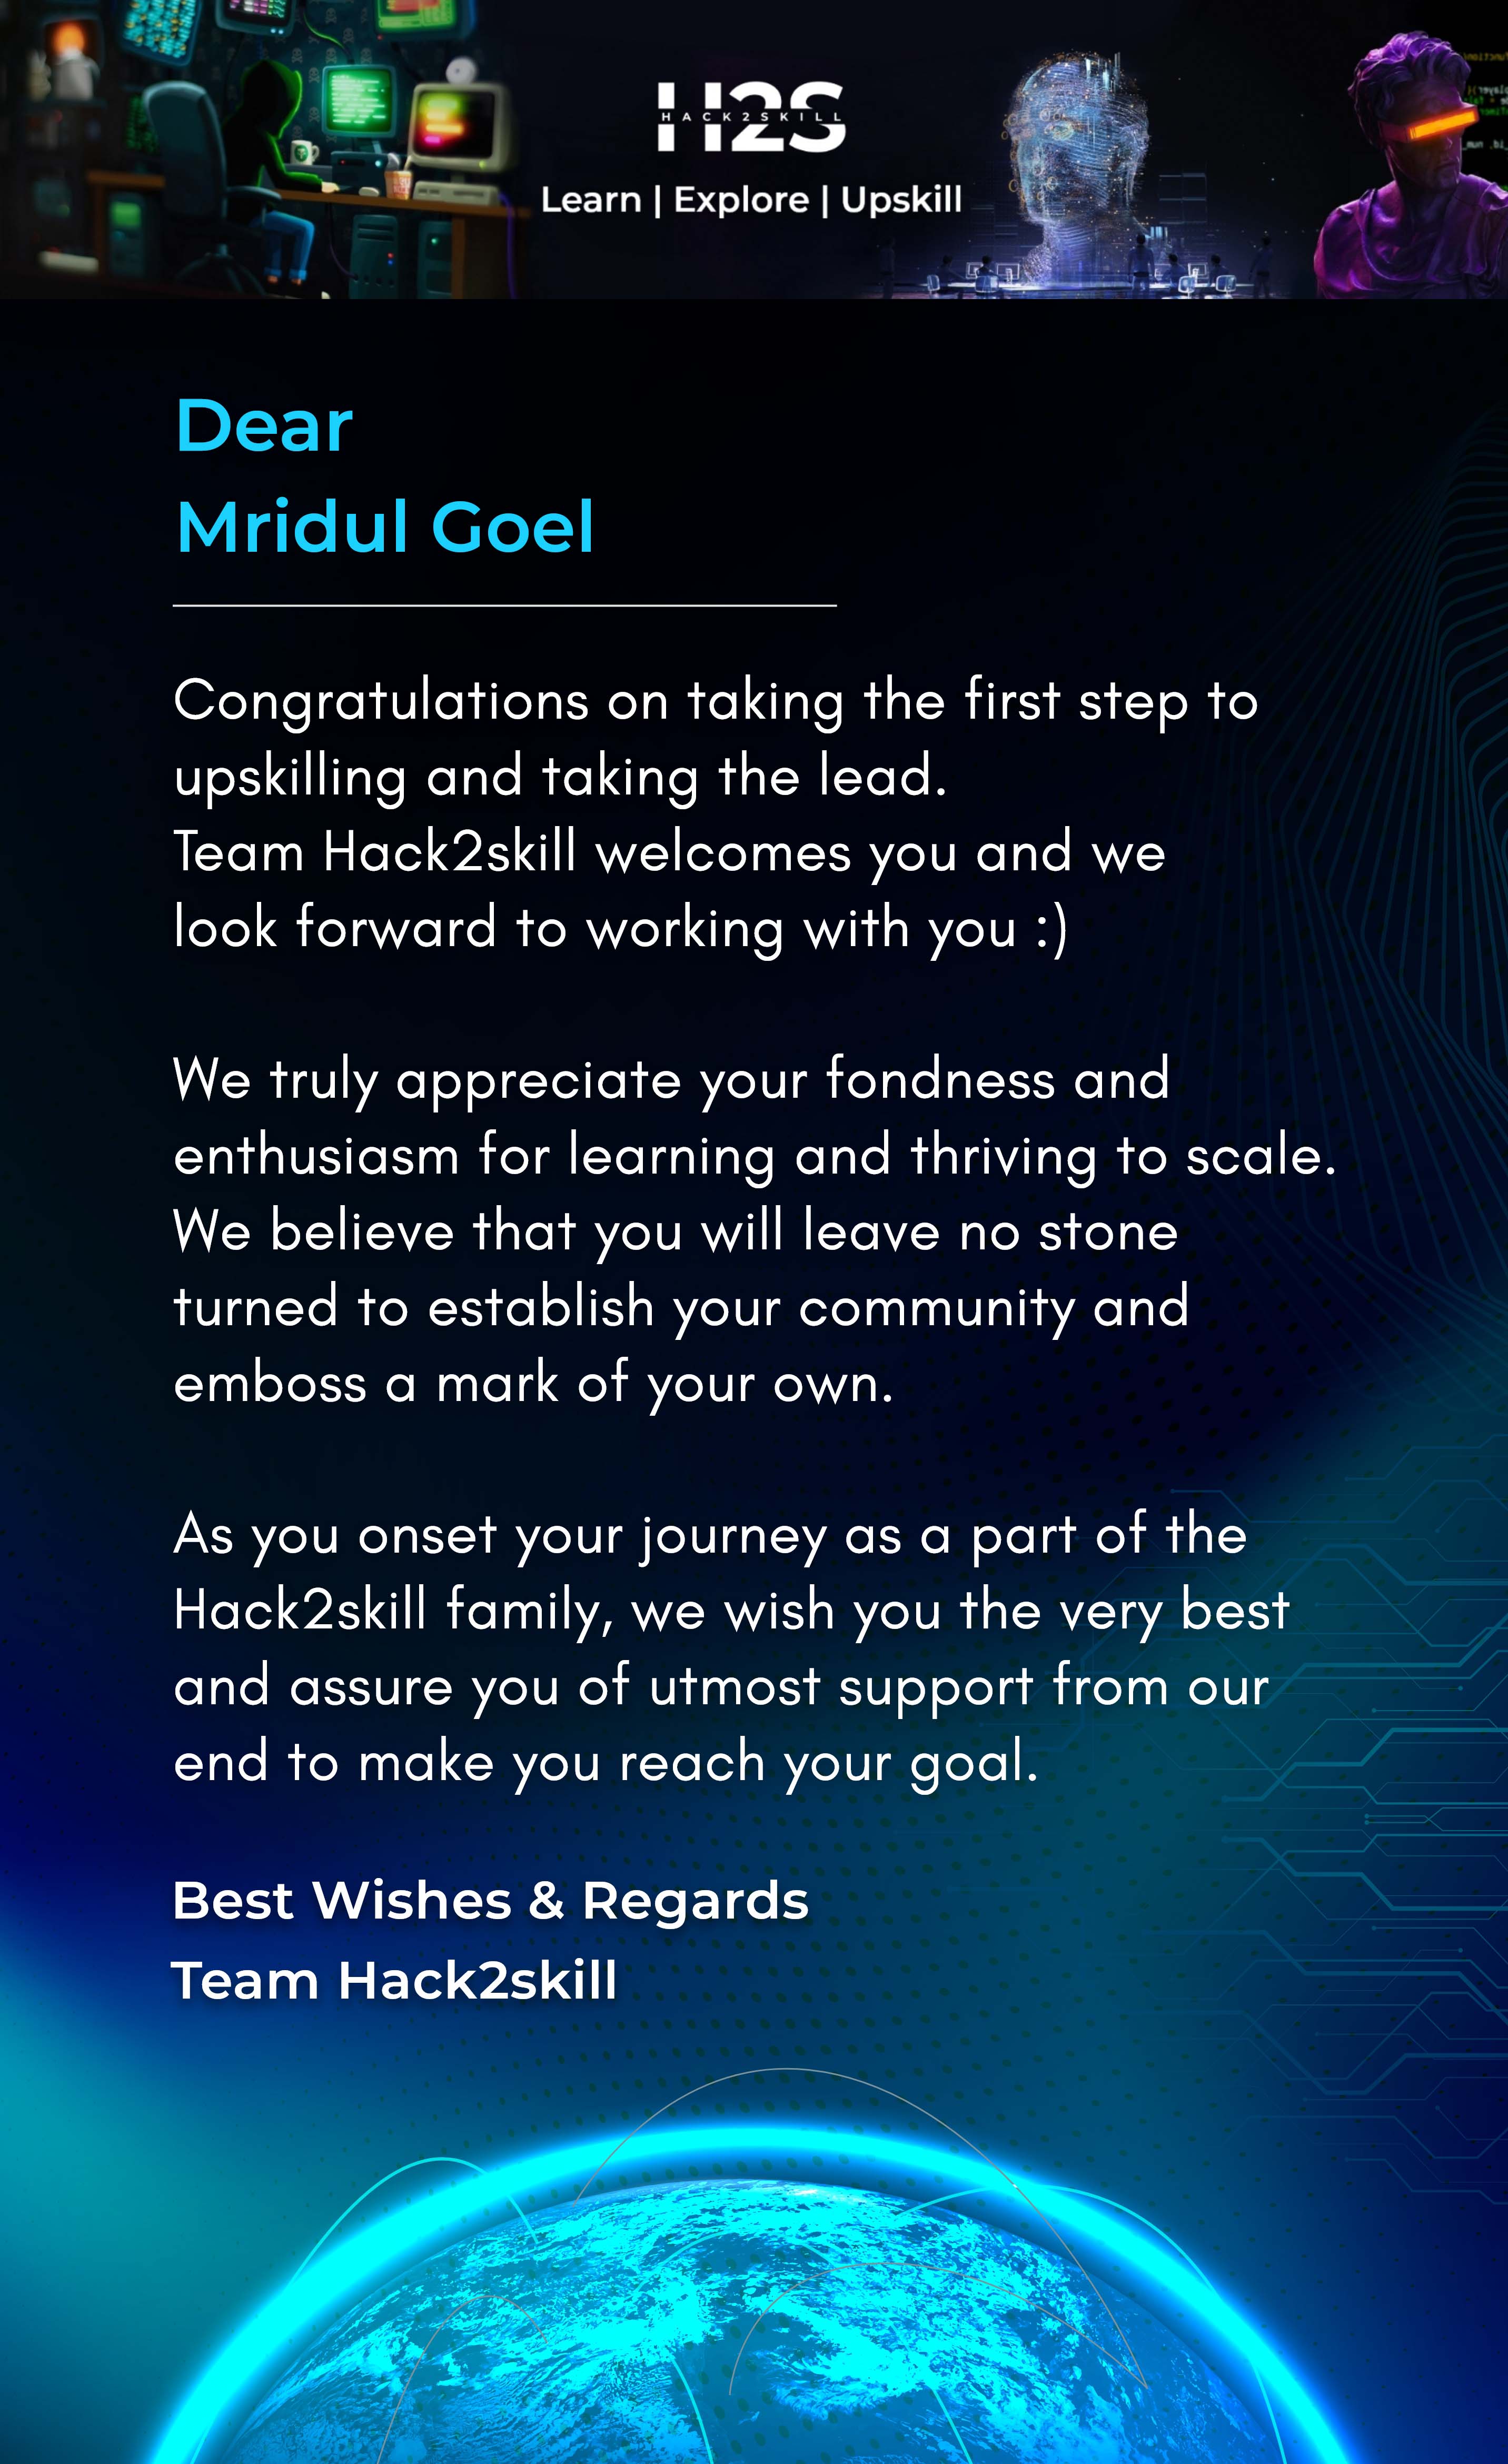 H2S
HACK2SKILL
Learn | Explore | Upskill
Dear
Mridul Goel
Congratulations on taking the first step to
upskilling and taking the lead.
Team Hack2skill welcomes you and we
look forward to working with you :)
We truly appreciate your fondness and
enthusiasm for learning and thriving to scale.
We believe that you will leave no stone
turned to establish your community and
emboss a mark of your own.
As you onset your journey as a part of the
Hack2skill family, we wish you the very best
and assure you of utmost support from our
end to make you reach your goal.
Best Wishes & Regards
Team Hack2skill